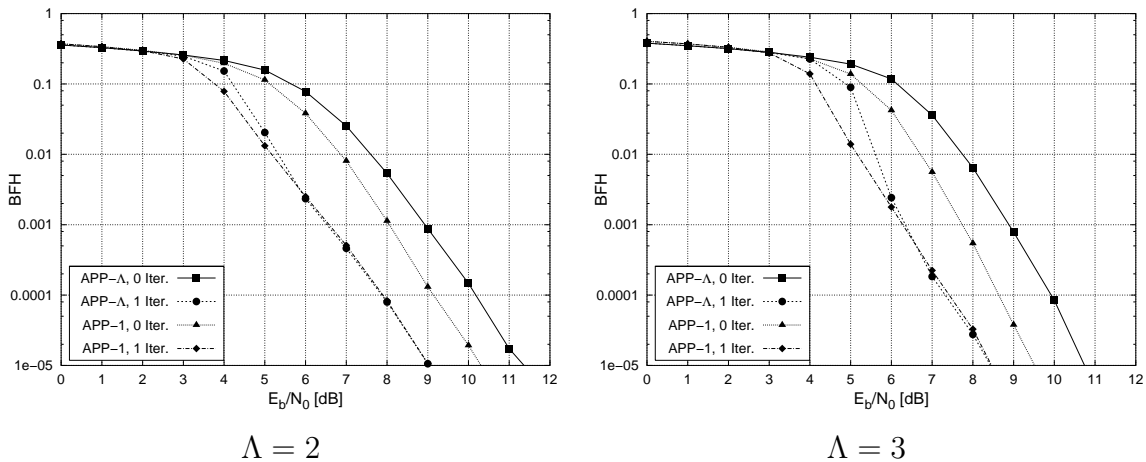 BFH
1
0.1
0.01
0.001
0.0001
1e−05
APP−Λ, 0 Iter.
APP−Λ, 1 Iter.
APP−1, 0 Iter.
APP−1, 1 Iter.
0 1 2 3 4 5 6 7 8 9 10 11 12
E_b/N_0 [dB]
Λ = 2
BFH
1
0.1
0.01
0.001
0.0001
1e−05
APP−Λ, 0 Iter.
APP−Λ, 1 Iter.
APP−1, 0 Iter.
APP−1, 1 Iter.
0 1 2 3 4 5 6 7 8 9 10 11 12
E_b/N_0 [dB]
Λ = 3